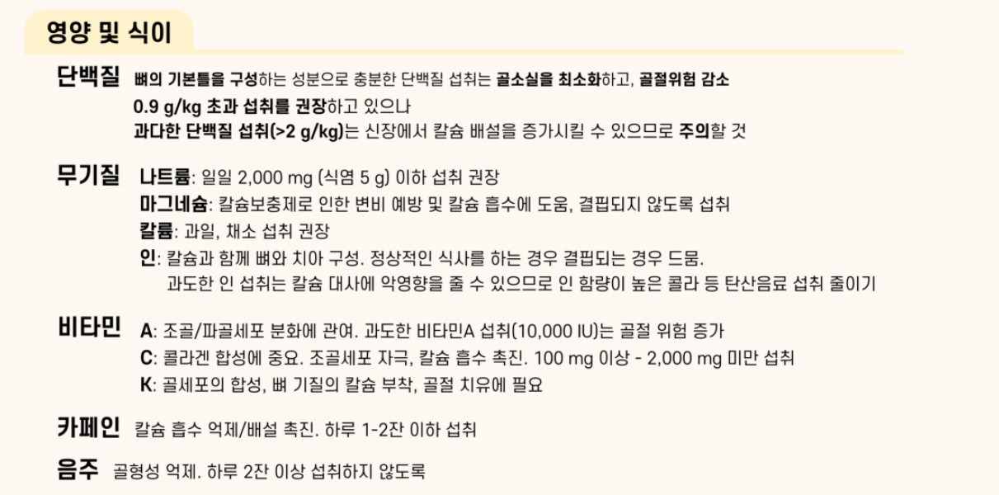 영양 및 식이
단백질 뼈의 기본틀을 구성하는 성분으로 충분한 단백질 섭취는 골소실을 최소화하고, 골절위험 감소
0.9 g/kg 초과 섭취를 권장하고 있으나
과다한 단백질 섭취(>2 g/kg)는 신장에서 칼슘 배설을 증가시킬 수 있으므로 주의할 것
무기질 나트륨: 일일 2,000 mg (식염 5 g) 이하 섭취 권장
마그네슘: 칼슘보충제로 인한 변비 예방 및 칼슘 흡수에 도움, 결핍되지 않도록 섭취
칼륨: 과일, 채소 섭취 권장
인: 칼슘과 함께 뼈와 치아 구성. 정상적인 식사를 하는 경우 결핍되는 경우 드뭄.
과도한 인 섭취는 칼슘 대사에 악영향을 줄 수 있으므로 인 함량이 높은 콜라 등 탄산음료 섭취 줄이기
비타민 A: 조골/파골세포 분화에 관여. 과도한 비타민A 섭취(10,000 IU)는 골절 위험 증가
C: 콜라겐 합성에 중요. 조골세포 자극, 칼슘 흡수 촉진. 100 mg 이상 - 2,000 mg 미만 섭취
K: 골세포의 합성, 뼈 기질의 칼슘 부착, 골절 치유에 필요
카페인 칼슘 흡수 억제/배설 촉진. 하루 1-2잔 이하 섭취
음주 골형성 억제. 하루 2잔 이상 섭취하지 않도록